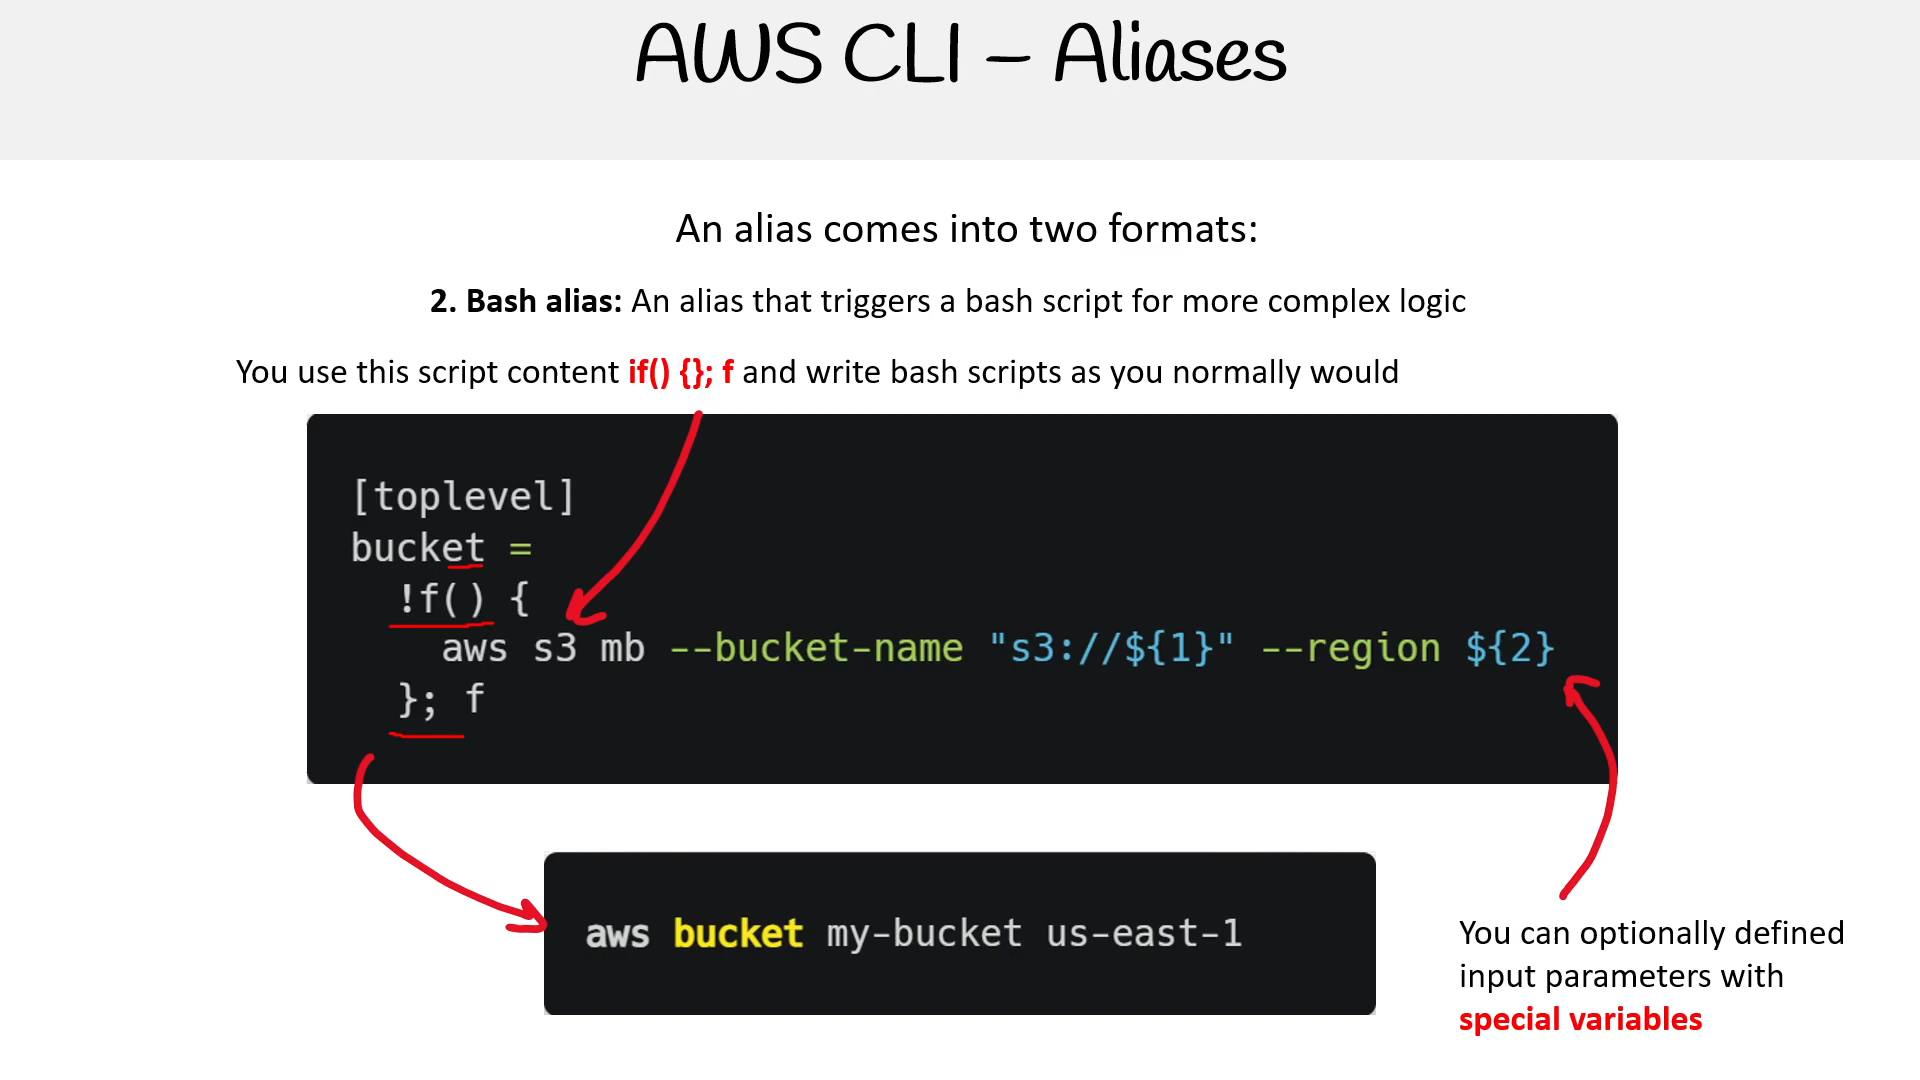 AWS CLI – Aliases
An alias comes into two formats:
2. Bash alias: An alias that triggers a bash script for more complex logic
You use this script content if() {}; f and write bash scripts as you normally would
[toplevel]
bucket =
!f() {
aws s3 mb --bucket-name "s3://${1}" --region ${2}
}; f
aws bucket my-bucket us-east-1
You can optionally defined
input parameters with
special variables